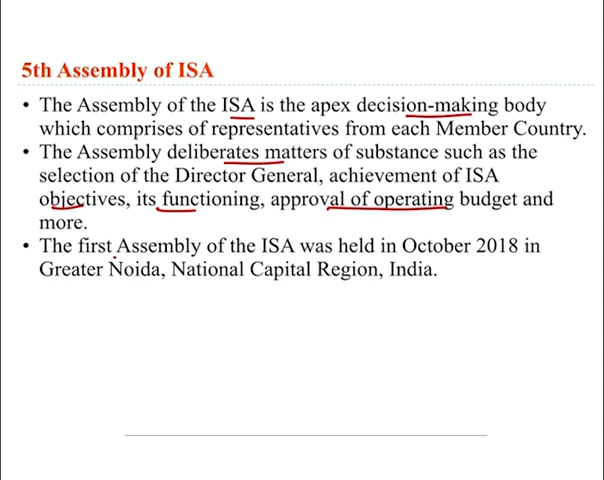 5th Assembly of ISA
• The Assembly of the ISA is the apex decision-making body
which comprises of representatives from each Member Country.
• The Assembly deliberates matters of substance such as the
selection of the Director General, achievement of ISA
objectives, its functioning, approval of operating budget and
more.
• The first Assembly of the ISA was held in October 2018 in
Greater Noida, National Capital Region, India.